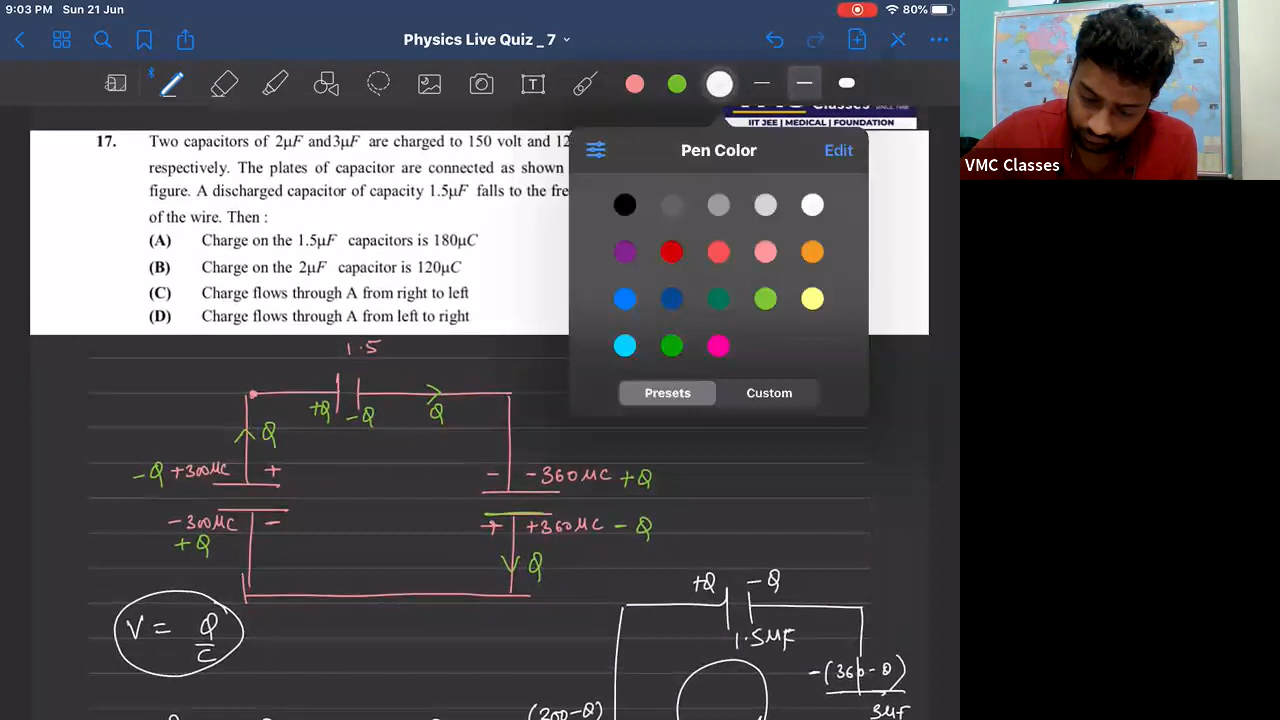 9:03 PM Sun 21 Jun
80%
Physics Live Quiz _ 7
T
Classes SINCE 1986
IIT JEE | MEDICAL | FOUNDATION
17. Two capacitors of 2μF and3μF are charged to 150 volt and 12
respectively. The plates of capacitor are connected as shown
figure. A discharged capacitor of capacity 1.5μF falls to the fre
of the wire. Then :
(A) Charge on the 1.5μF capacitors is 180μC
(B) Charge on the 2μF capacitor is 120μC
(C) Charge flows through A from right to left
(D) Charge flows through A from left to right
Pen Color
Edit
Presets
Custom
VMC Classes
1.5
+Q -Q Q
Q
-Q +300μC + - -360μC +Q
-300μC - + +360μC - Q
+Q Q
V = Q/C
+Q -Q
1.5μF
-(360-Q)
3μF
(300-Q)